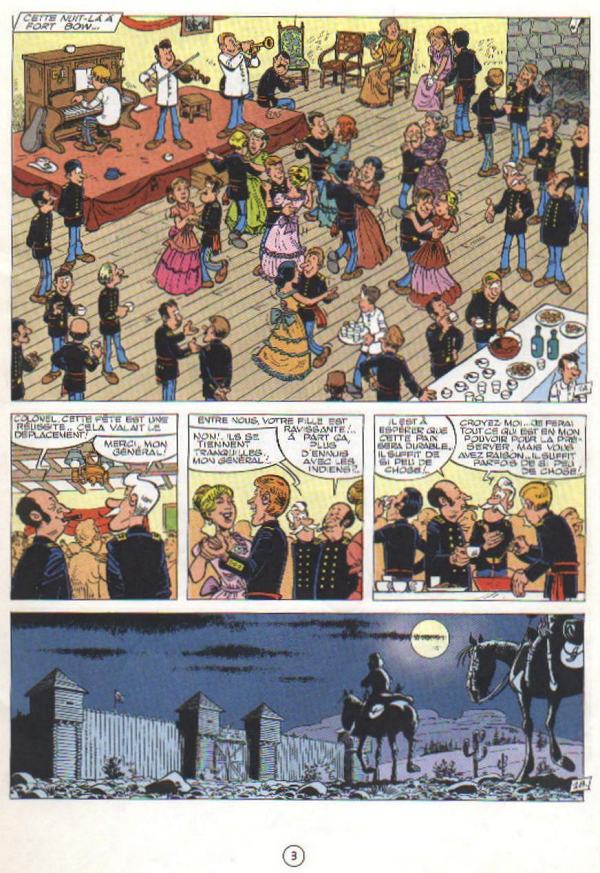 CETTE NUIT-LÀ À
FORT BOW...
1A
COLONEL, CETTE FÊTE EST UNE
RÉUSSITE... CELA VALAIT LE
DÉPLACEMENT!
MERCI, MON
GÉNÉRAL!
ENTRE NOUS, VOTRE FILLE EST
RAVISSANTE!...
À PART ÇA,
PLUS
D'ENNUIS
AVEC LES
INDIENS?
NON!.. ILS SE
TIENNENT
TRANQUILLES,
MON GÉNÉRAL!
IL EST À
ESPÉRER QUE
CETTE PAIX
SERA DURABLE.
IL SUFFIT DE
SI PEU DE
CHOSE!
CROYEZ-MOI...JE FERAI
TOUT CE QUI EST EN MON
POUVOIR POUR LA PRÉ-
SERVER, MAIS VOUS
AVEZ RAISON...IL SUFFIT
PARFOIS DE SI PEU
DE CHOSE!
1B
3